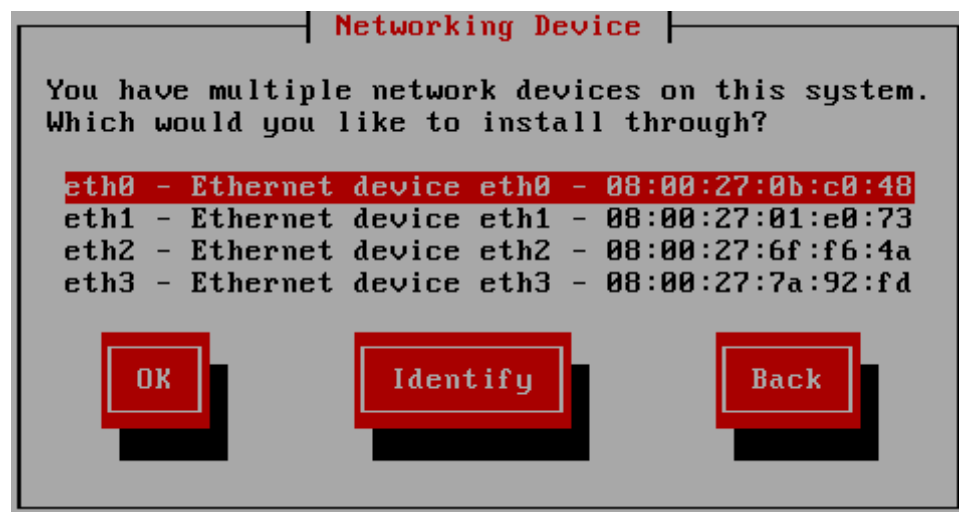 Networking Device
You have multiple network devices on this system.
Which would you like to install through?
eth0 - Ethernet device eth0 - 08:00:27:0b:c0:48
eth1 - Ethernet device eth1 - 08:00:27:01:e0:73
eth2 - Ethernet device eth2 - 08:00:27:6f:f6:4a
eth3 - Ethernet device eth3 - 08:00:27:7a:92:fd
OK Identify Back